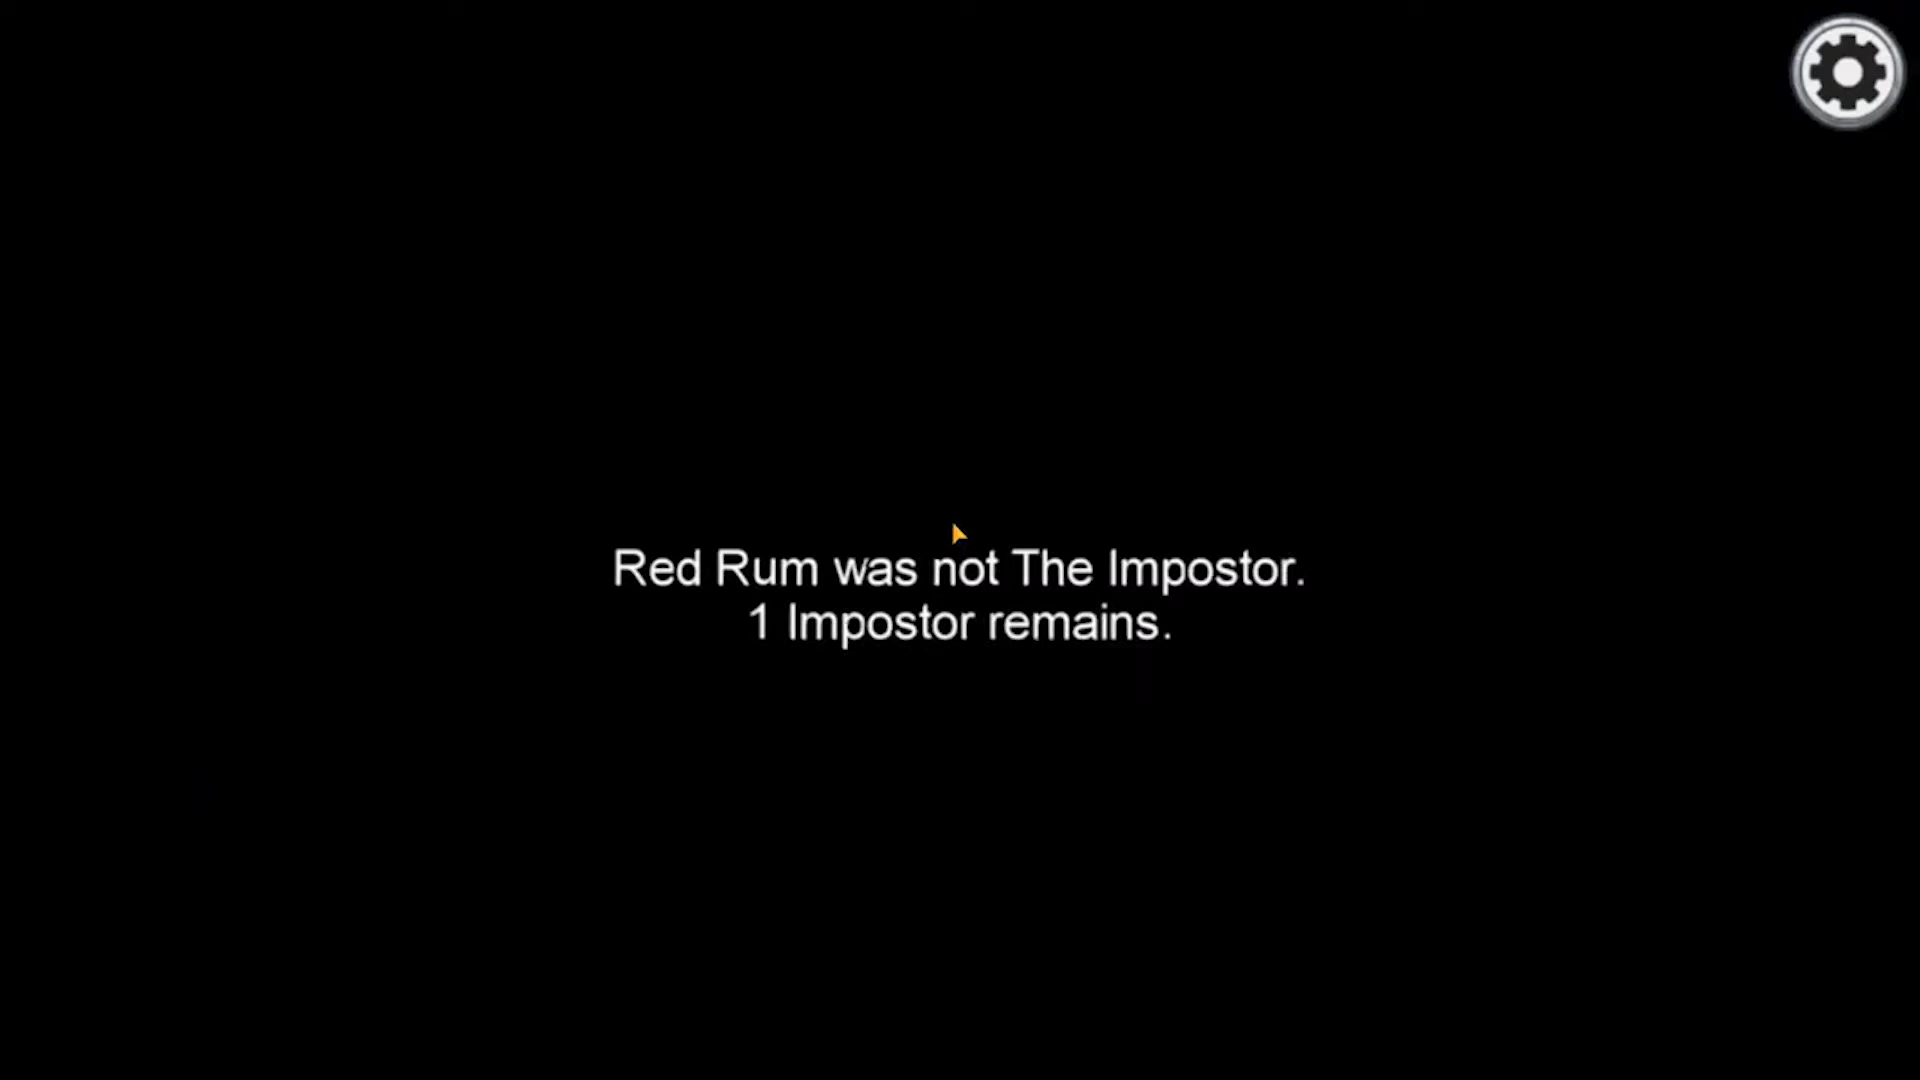 Red Rum was not The Impostor.
1 Impostor remains.